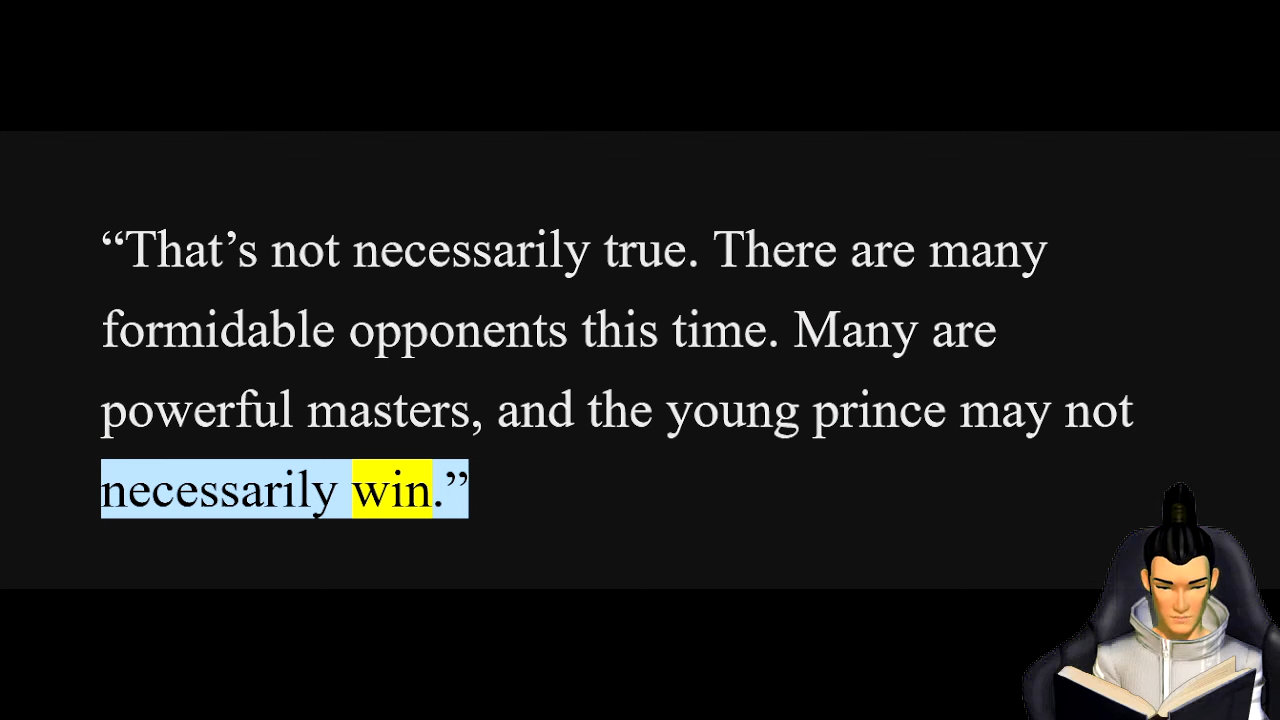 “That’s not necessarily true. There are many
formidable opponents this time. Many are
powerful masters, and the young prince may not
necessarily win.”